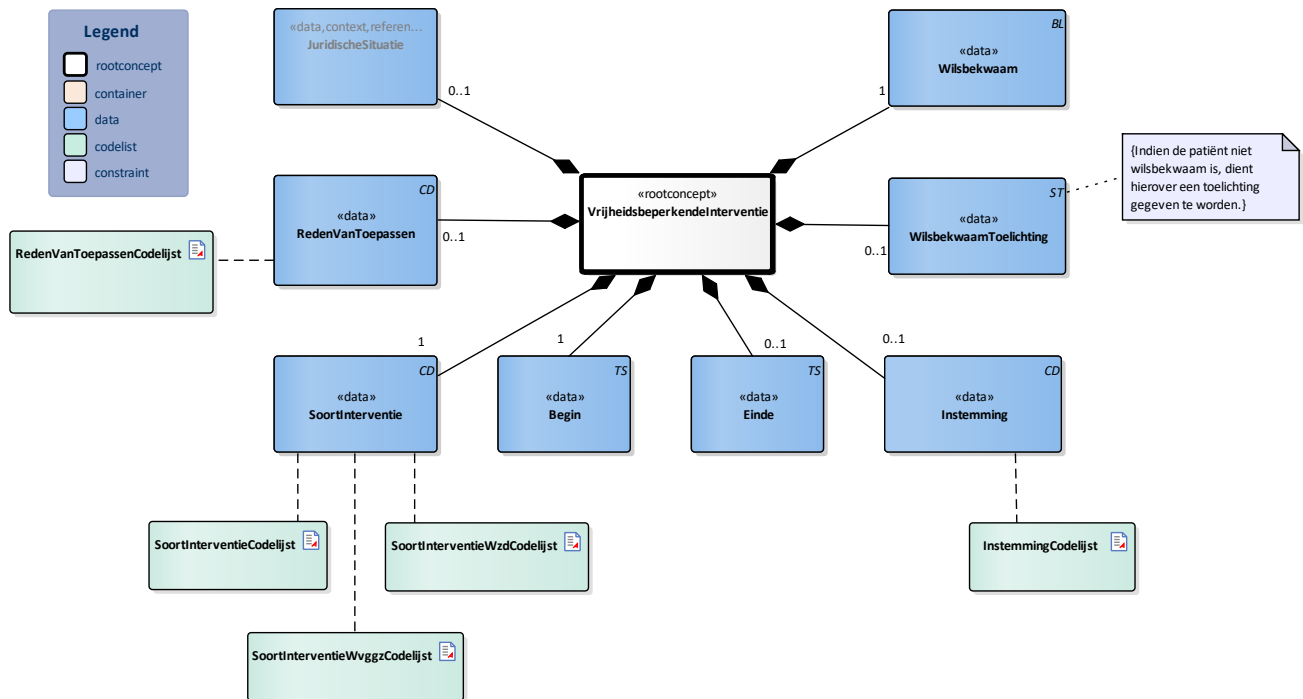 Legend
rootconcept
container
data
codelist
constraint
«data,context,referen...
JuridischeSituatie
0..1
BL
«data»
Wilsbekwaam
1
{Indien de patiënt niet
wilsbekwaam is, dient
hierover een toelichting
gegeven te worden.}
CD
«data»
RedenVanToepassen
0..1
«rootconcept»
VrijheidsbeperkendeInterventie
ST
«data»
WilsbekwaamToelichting
0..1
RedenVanToepassenCodelijst
1
1
0..1
0..1
CD
«data»
SoortInterventie
TS
«data»
Begin
TS
«data»
Einde
CD
«data»
Instemming
SoortInterventieCodelijst
SoortInterventieWzdCodelijst
InstemmingCodelijst
SoortInterventieWvggzCodelijst